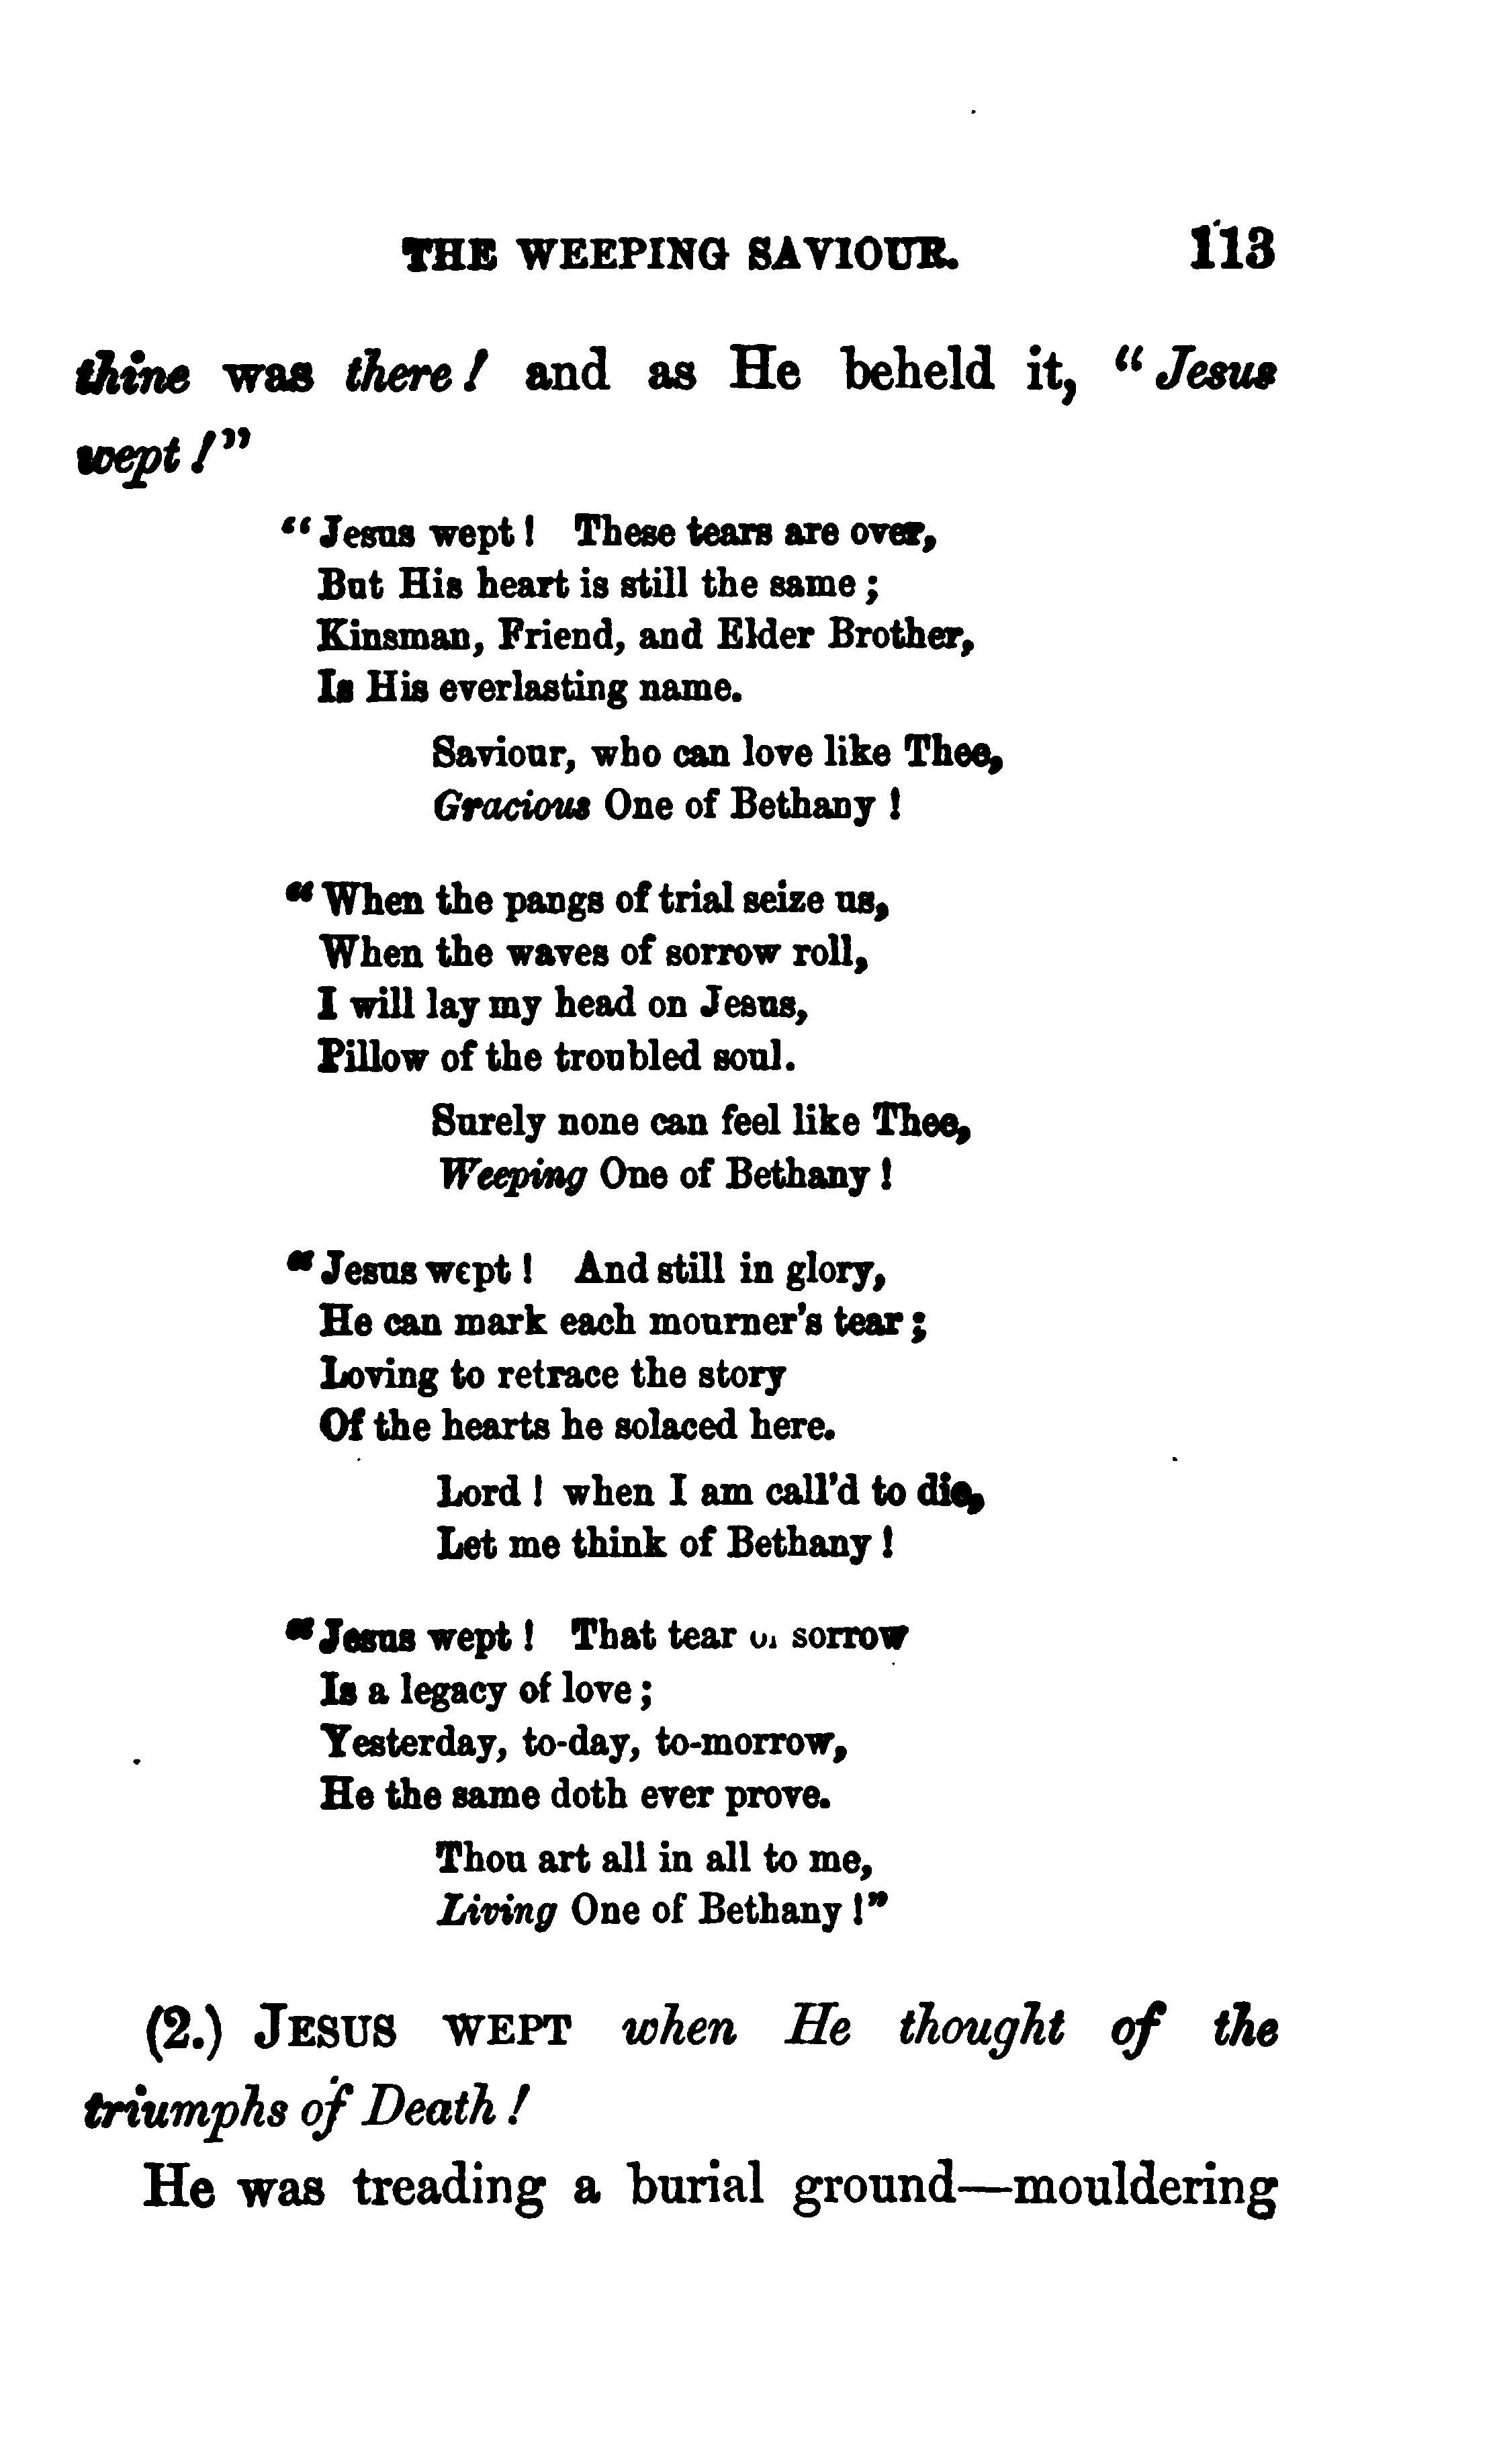 THE WEEPING SAVIOUR. 113
thine was there! and as He beheld it, "Jesus
wept!"
"Jesus wept! These tears are over,
But His heart is still the same;
Kinsman, Friend, and Elder Brother,
Is His everlasting name.
Saviour, who can love like Thee,
Gracious One of Bethany!
"When the pangs of trial seize us,
When the waves of sorrow roll,
I will lay my head on Jesus,
Pillow of the troubled soul.
Surely none can feel like Thee,
Weeping One of Bethany!
"Jesus wept! And still in glory,
He can mark each mourner's tear;
Loving to retrace the story
Of the hearts he solaced here.
Lord! when I am call'd to die,
Let me think of Bethany!
"Jesus wept! That tear of sorrow
Is a legacy of love;
Yesterday, to-day, to-morrow,
He the same doth ever prove.
Thou art all in all to me,
Living One of Bethany!"
(2.) JESUS WEPT when He thought of the
triumphs of Death!
He was treading a burial ground—mouldering